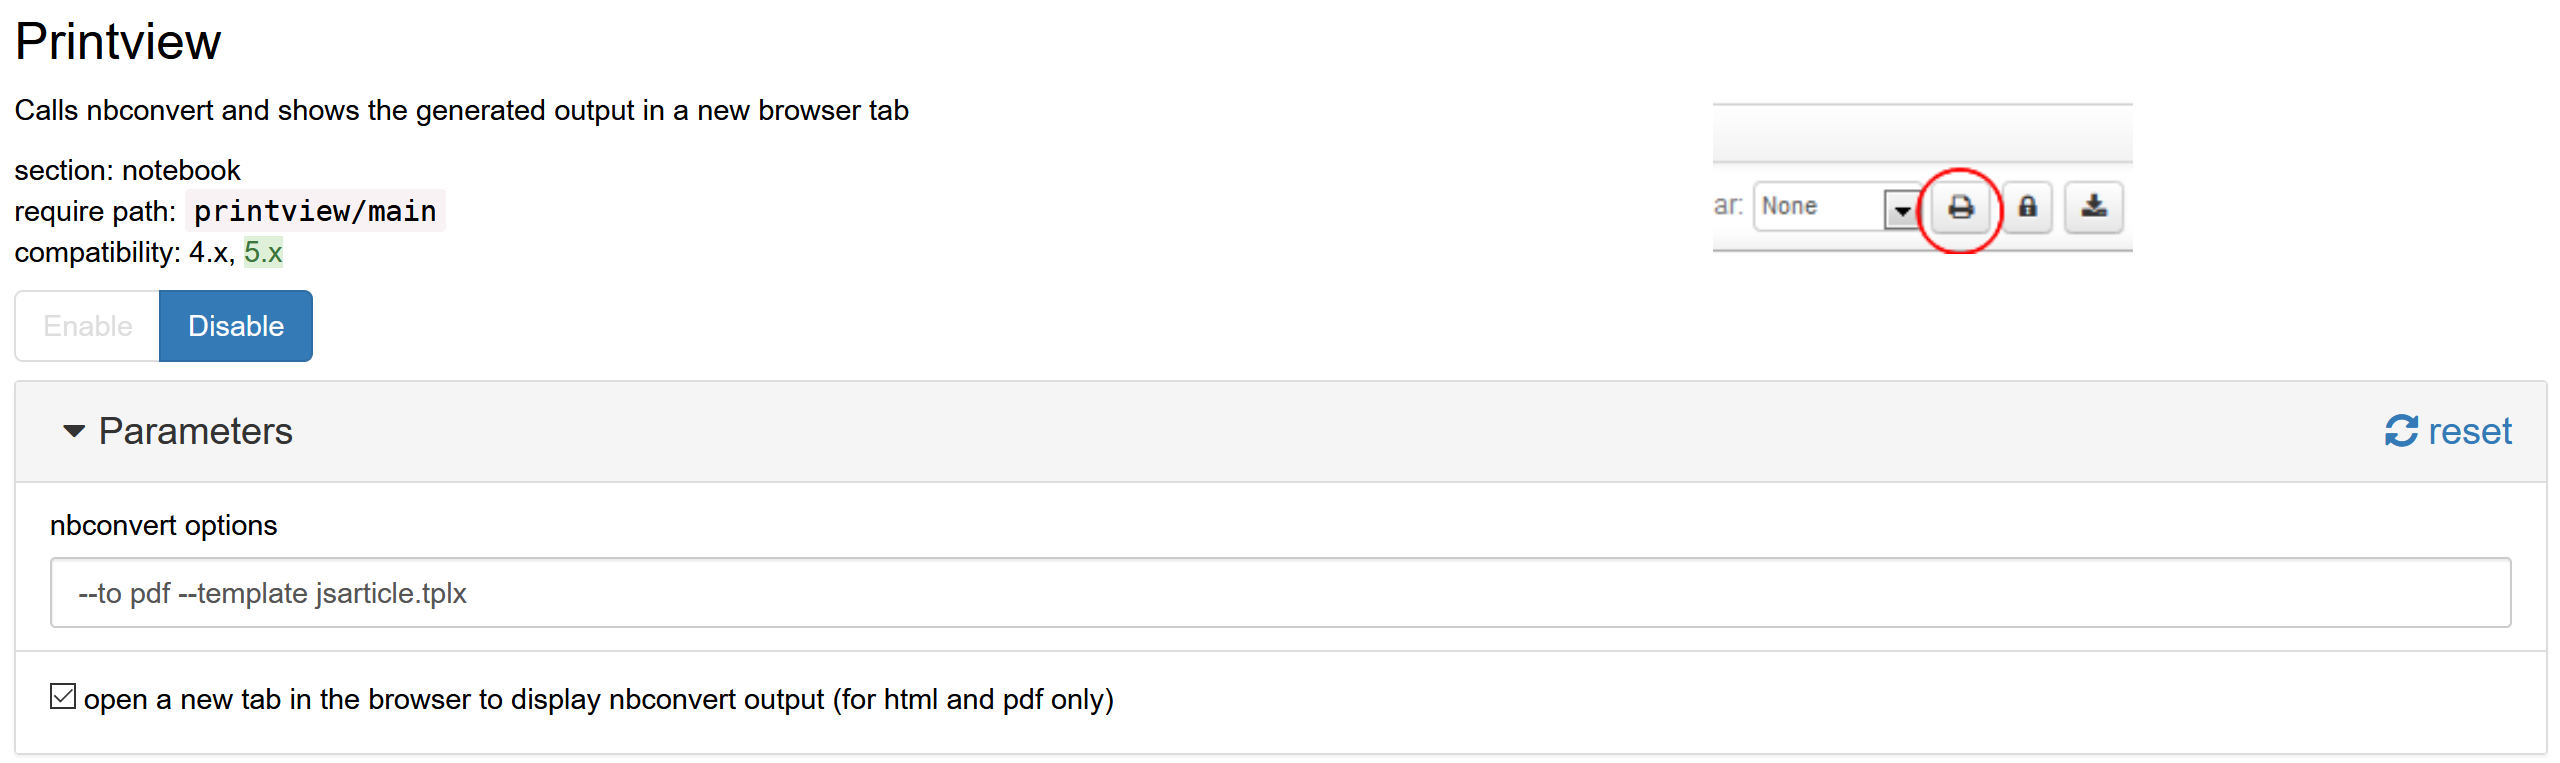 Printview
Calls nbconvert and shows the generated output in a new browser tab
section: notebook
require path: printview/main
compatibility: 4.x, 5.x
ar: None
Enable Disable
Parameters
reset
nbconvert options
--to pdf --template jsarticle.tplx
open a new tab in the browser to display nbconvert output (for html and pdf only)